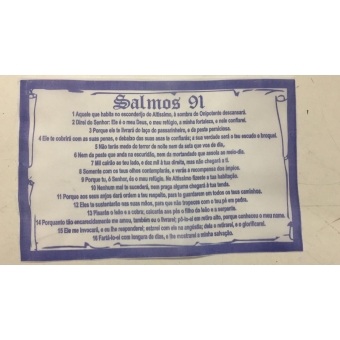 Salmos 91
1 Aquele que habita no esconderijo do Altíssimo, à sombra do Onipotente descansará.
2 Direi do Senhor: Ele é o meu Deus, o meu refúgio, a minha fortaleza, e nele confiarei.
3 Porque ele te livrará do laço do passarinheiro, e da peste perniciosa.
4 Ele te cobrirá com as suas penas, e debaixo das suas asas te confiarás; a sua verdade será o teu escudo e broquel.
5 Não terás medo do terror de noite nem da seta que voa de dia,
6 Nem da peste que anda na escuridão, nem da mortandade que assola ao meio-dia.
7 Mil cairão ao teu lado, e dez mil à tua direita, mas não chegará a ti.
8 Somente com os teus olhos contemplarás, e verás a recompensa dos ímpios.
9 Porque tu, ó Senhor, és o meu refúgio. No Altíssimo fizeste a tua habitação.
10 Nenhum mal te sucederá, nem praga alguma chegará à tua tenda.
11 Porque aos seus anjos dará ordem a teu respeito, para te guardarem em todos os teus caminhos.
12 Eles te sustentarão nas suas mãos, para que não tropeces com o teu pé em pedra.
13 Pisarás o leão e a cobra; calcarás aos pés o filho do leão e a serpente.
14 Porquanto tão encarecidamente me amou, também eu o livrarei; pô-lo-ei em retiro alto, porque conheceu o meu nome.
15 Ele me invocará, e eu lhe responderei; estarei com ele na angústia; dela o retirarei, e o glorificarei.
16 Fartá-lo-ei com longura de dias, e lhe mostrarei a minha salvação.